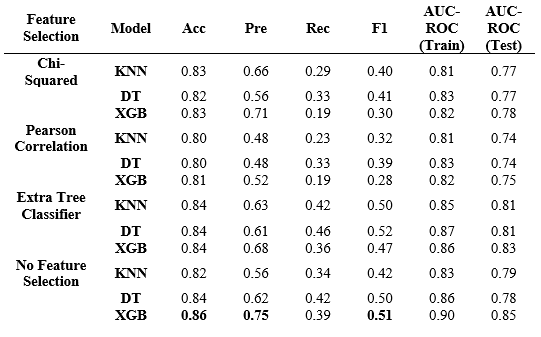 Feature Selection Model Acc Pre Rec F1 AUC-ROC (Train) AUC-ROC (Test)
Chi-Squared KNN 0.83 0.66 0.29 0.40 0.81 0.77
DT 0.82 0.56 0.33 0.41 0.83 0.77
XGB 0.83 0.71 0.19 0.30 0.82 0.78
Pearson Correlation KNN 0.80 0.48 0.23 0.32 0.81 0.74
DT 0.80 0.48 0.33 0.39 0.83 0.74
XGB 0.81 0.52 0.19 0.28 0.82 0.75
Extra Tree Classifier KNN 0.84 0.63 0.42 0.50 0.85 0.81
DT 0.84 0.61 0.46 0.52 0.87 0.81
XGB 0.84 0.68 0.36 0.47 0.86 0.83
No Feature Selection KNN 0.82 0.56 0.34 0.42 0.83 0.79
DT 0.84 0.62 0.42 0.50 0.86 0.78
XGB 0.86 0.75 0.39 0.51 0.90 0.85